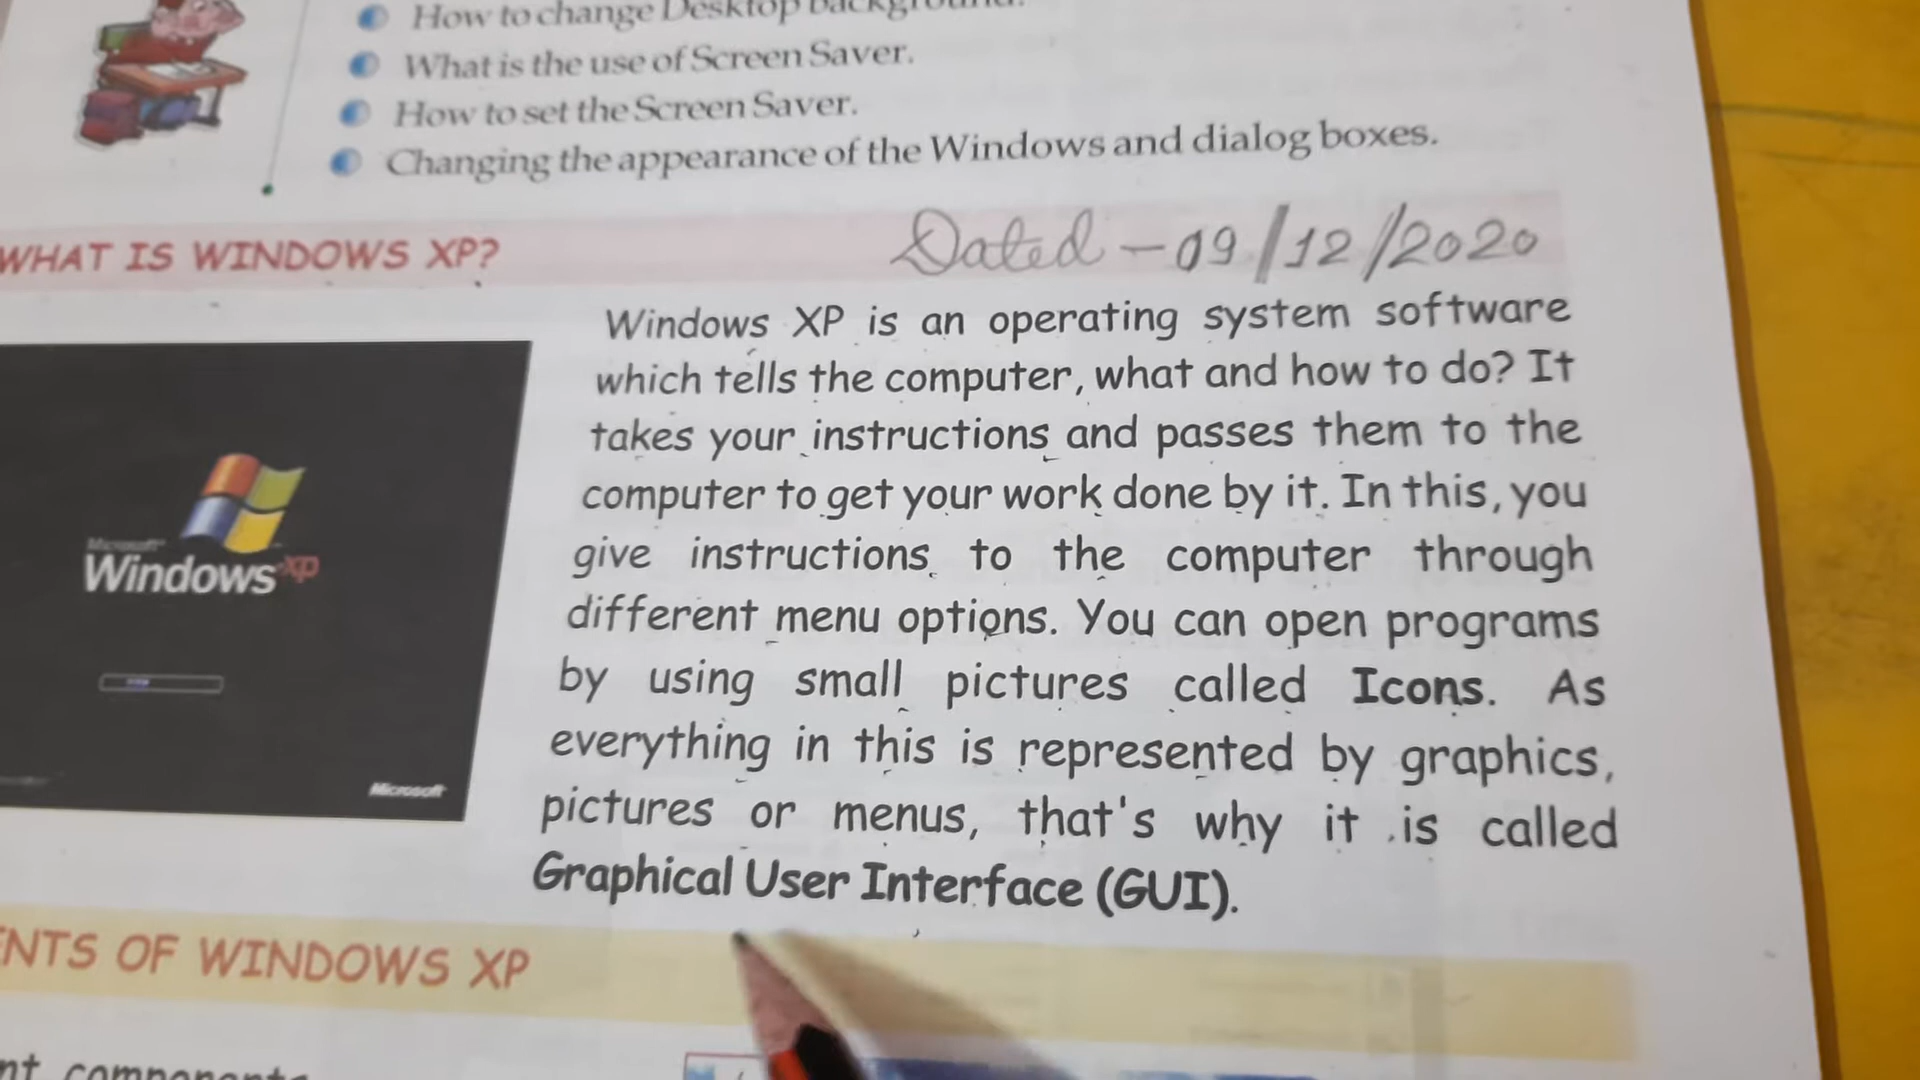 How to change Desktop background.
What is the use of Screen Saver.
How to set the Screen Saver.
Changing the appearance of the Windows and dialog boxes.
WHAT IS WINDOWS XP?
Dated - 09/12/2020
Windows XP is an operating system software
which tells the computer, what and how to do? It
takes your instructions and passes them to the
computer to get your work done by it. In this, you
give instructions to the computer through
different menu options. You can open programs
by using small pictures called Icons. As
everything in this is represented by graphics,
pictures or menus, that's why it is called
Graphical User Interface (GUI).
Microsoft
Windows xp
Microsoft
NTS OF WINDOWS XP
nt components